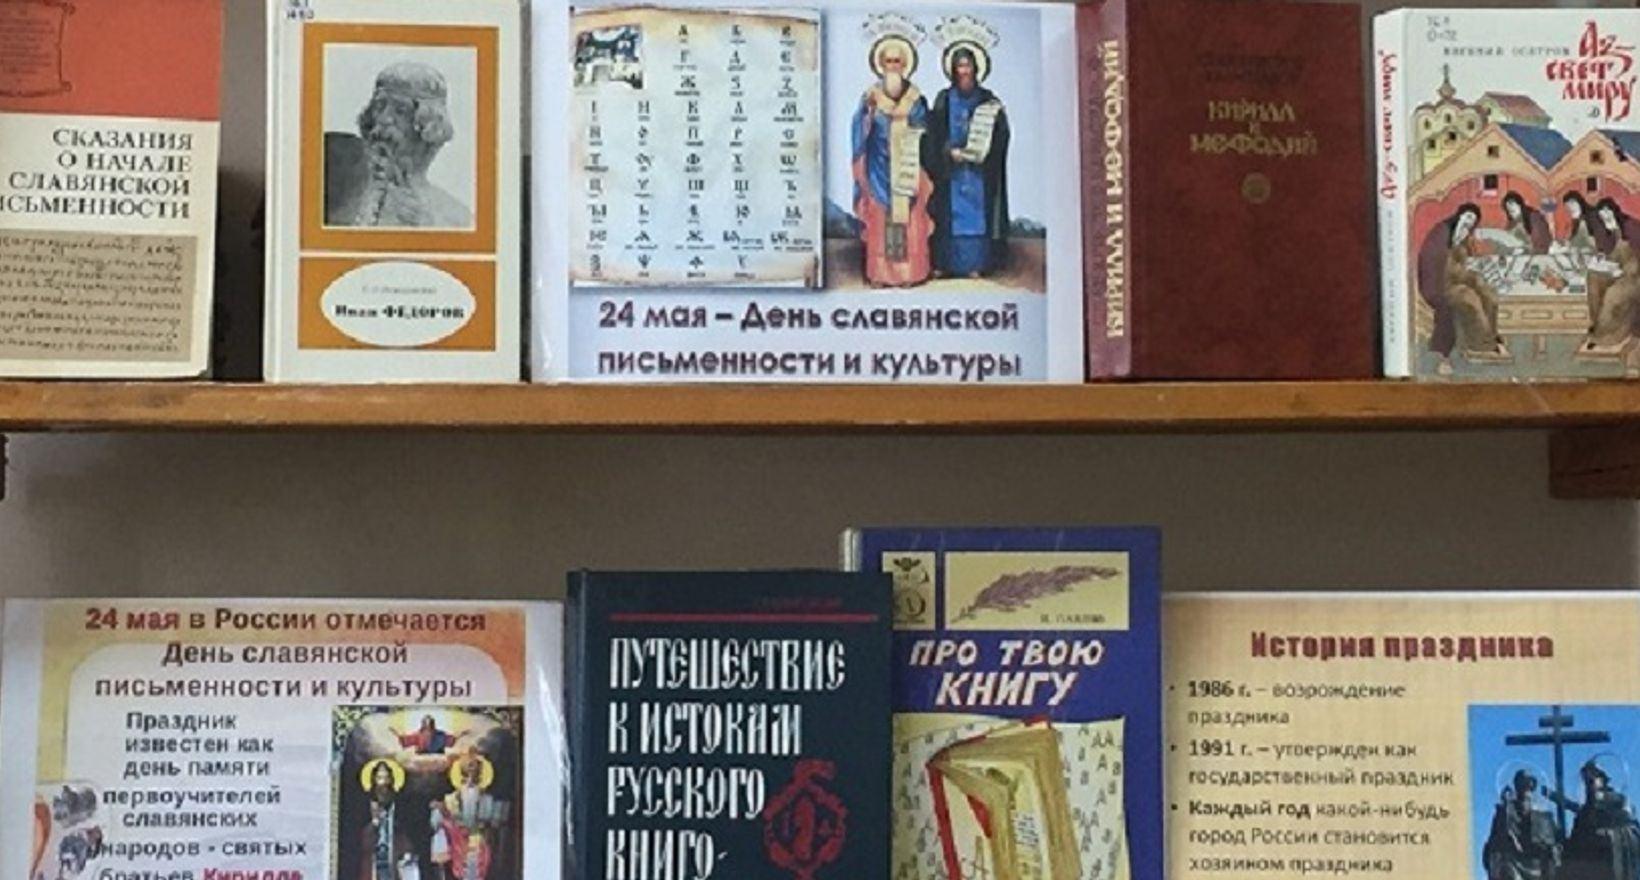 СКАЗАНИЯ
О НАЧАЛЕ
СЛАВЯНСКОЙ
ИСЬМЕННОСТИ
Иван ФЕДОРОВ
24 мая – День славянской
письменности и культуры
КИРИЛЛ И МЕФОДИЙ
КИРИЛЛ
И
МЕФОДИЙ
ЕВГЕНИЙ ОСЕТРОВ
Аз-
свет
миру
24 мая в России отмечается
День славянской
письменности и культуры
Праздник
известен как
день памяти
первоучителей
славянских
народов - святых
братьев Кирилла
ПУТЕШЕСТВИЕ
К ИСТОКАМ
РУССКОГО
КНИГО-
ПРО ТВОЮ
КНИГУ
История праздника
• 1986 г. – возрождение
праздника
• 1991 г. – утвержден как
государственный праздник
• Каждый год какой-нибудь
город России становится
хозяином праздника